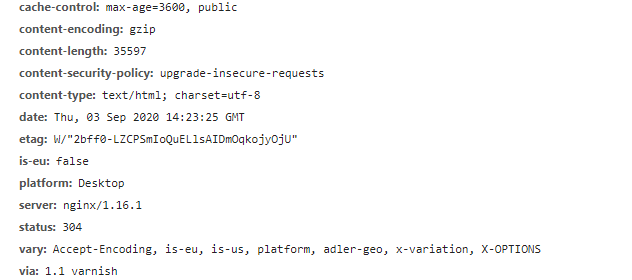 cache-control: max-age=3600, public
content-encoding: gzip
content-length: 35597
content-security-policy: upgrade-insecure-requests
content-type: text/html; charset=utf-8
date: Thu, 03 Sep 2020 14:23:25 GMT
etag: W/"2bff0-LZCPSmIoQuELlsAIDmOqkojyOjU"
is-eu: false
platform: Desktop
server: nginx/1.16.1
status: 304
vary: Accept-Encoding, is-eu, is-us, platform, adler-geo, x-variation, X-OPTIONS
via: 1.1 varnish